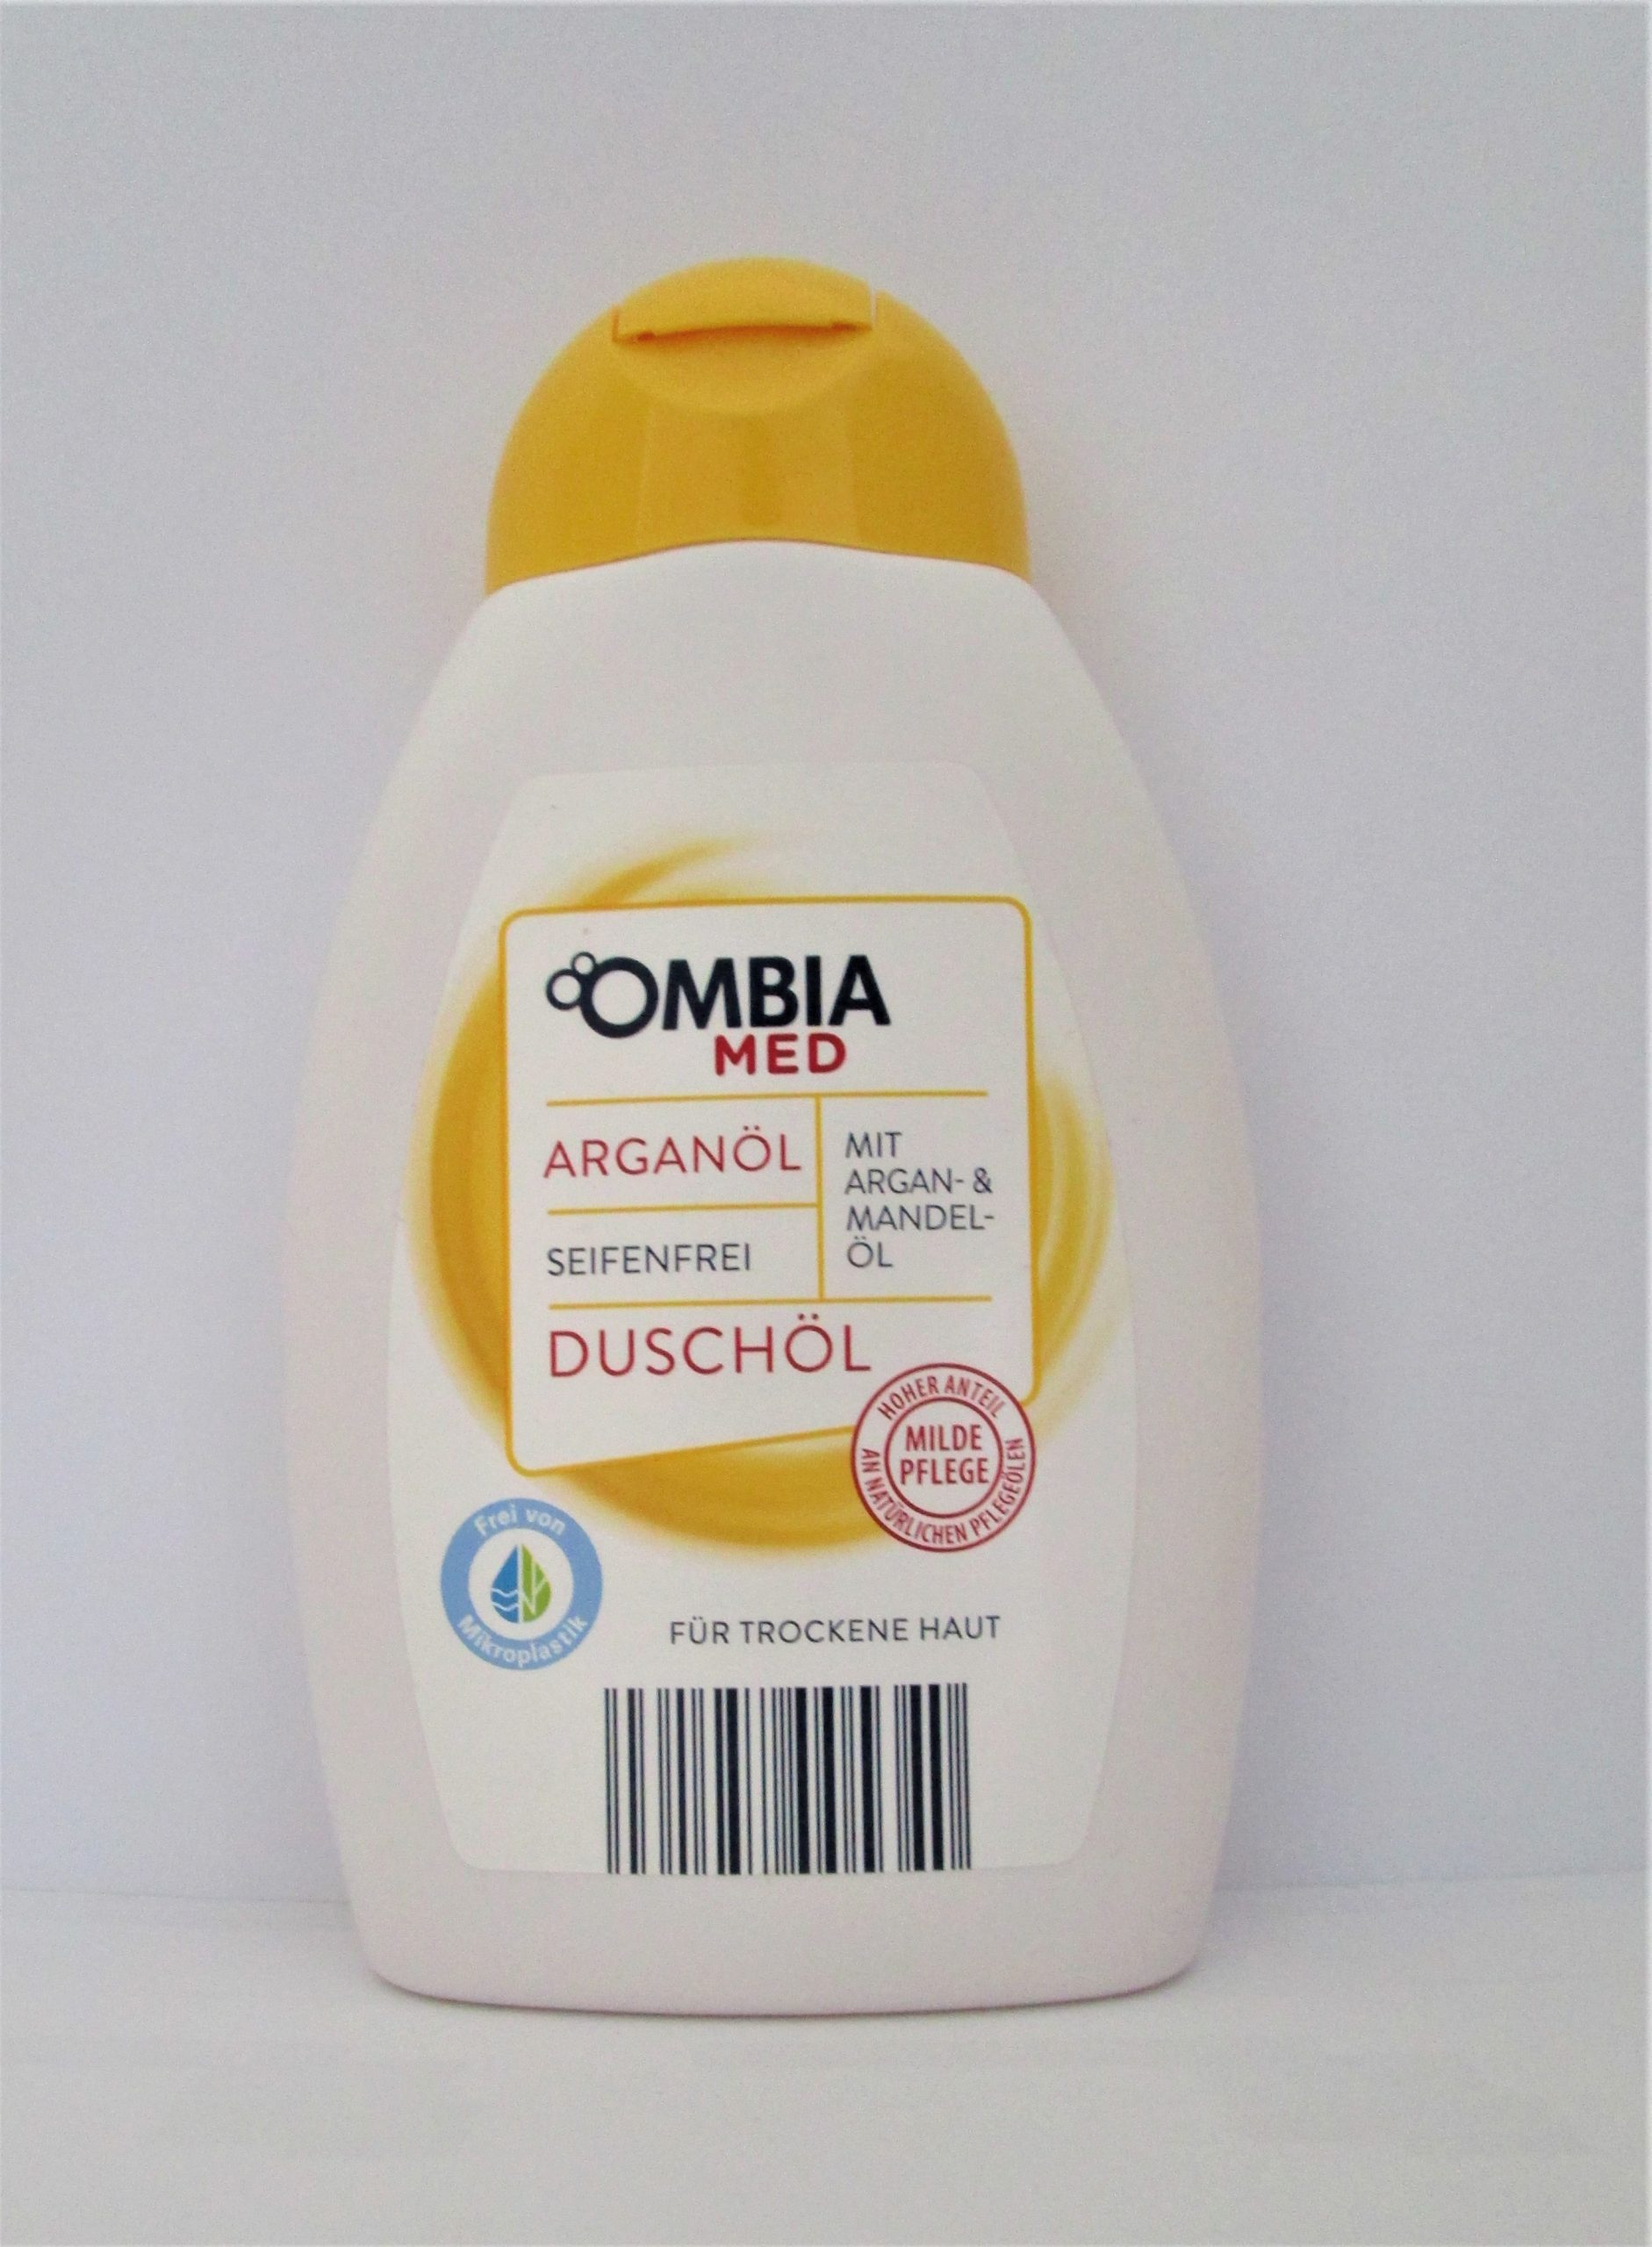 OMBIA
MED
ARGANÖL
SEIFENFREI
MIT
ARGAN- &
MANDEL-
ÖL
DUSCHÖL
HOHER ANTEIL
AN NATÜRLICHEN PFLEGEÖLEN
MILDE
PFLEGE
Frei von
Mikroplastik
FÜR TROCKENE HAUT